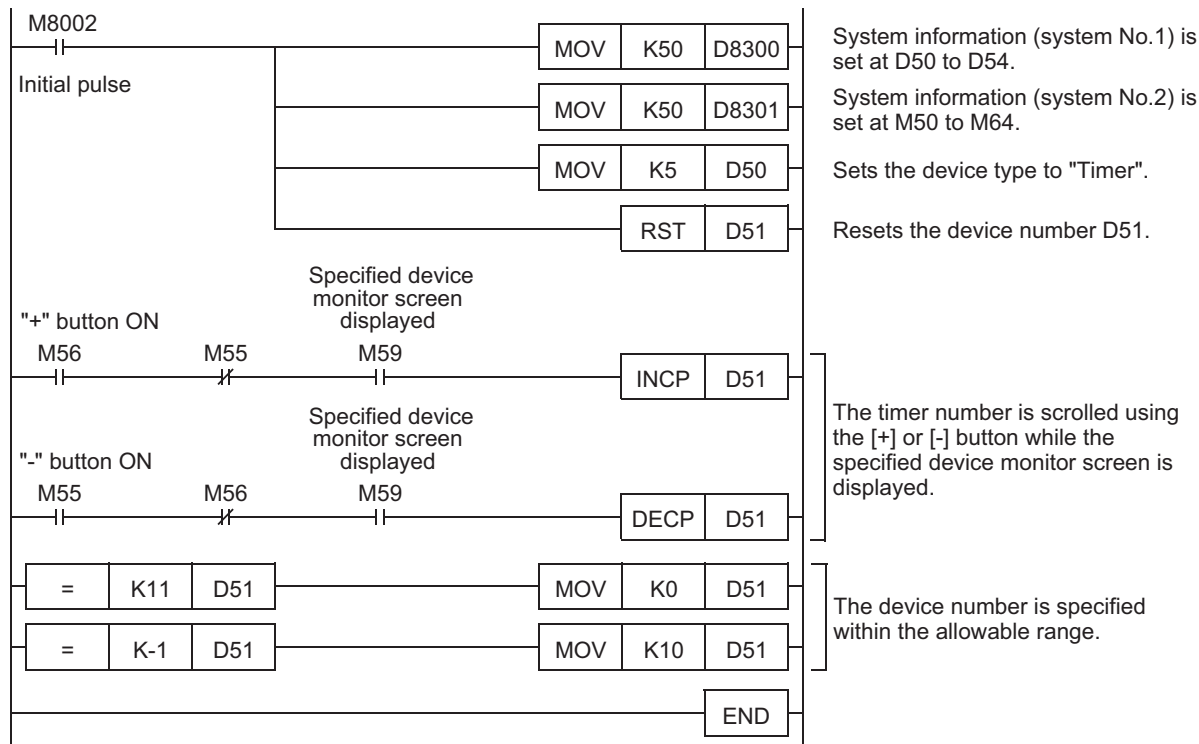 M8002
MOV K50 D8300
System information (system No.1) is
set at D50 to D54.
Initial pulse
MOV K50 D8301
System information (system No.2) is
set at M50 to M64.
MOV K5 D50
Sets the device type to "Timer".
RST D51
Resets the device number D51.
Specified device
monitor screen
displayed
"+" button ON
M56 M55 M59
INCP D51
Specified device
monitor screen
displayed
"-" button ON
M55 M56 M59
DECP D51
The timer number is scrolled using
the [+] or [-] button while the
specified device monitor screen is
displayed.
= K11 D51 MOV K0 D51
= K-1 D51 MOV K10 D51
The device number is specified
within the allowable range.
END